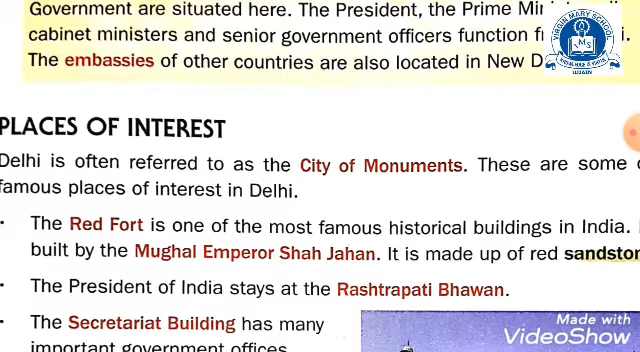 Government are situated here. The President, the Prime
cabinet ministers and senior government officers function
The embassies of other countries are also located in New
VIRGIN MARY SCHOOL
VMS
UJJAIN
PLACES OF INTEREST
Delhi is often referred to as the City of Monuments. These are some
famous places of interest in Delhi.
• The Red Fort is one of the most famous historical buildings in India.
built by the Mughal Emperor Shah Jahan. It is made up of red
• The President of India stays at the Rashtrapati Bhawan.
• The Secretariat Building has many
important government offices
Made with
VideoShow